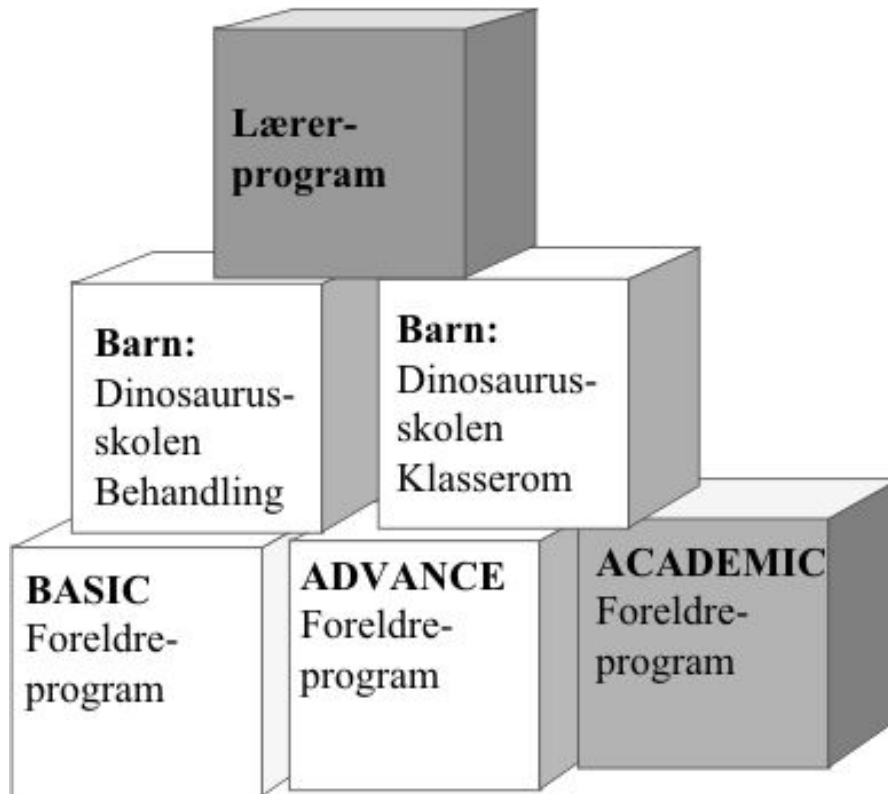 Lærer-
program
Barn:
Dinosaurus-
skolen
Behandling
Barn:
Dinosaurus-
skolen
Klasserom
BASIC
Foreldre-
program
ADVANCE
Foreldre-
program
ACADEMIC
Foreldre-
program